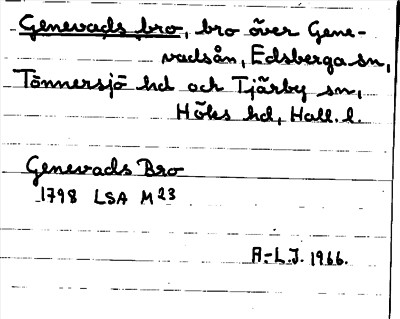 Genevads bro, bro över Gene-
vadsån, Edsberga sn,
Tönnersjö hd och Tjärby sn,
Höks hd, Hall. l.
Genevads Bro
1798 LSA M23
A-L.J. 1966.